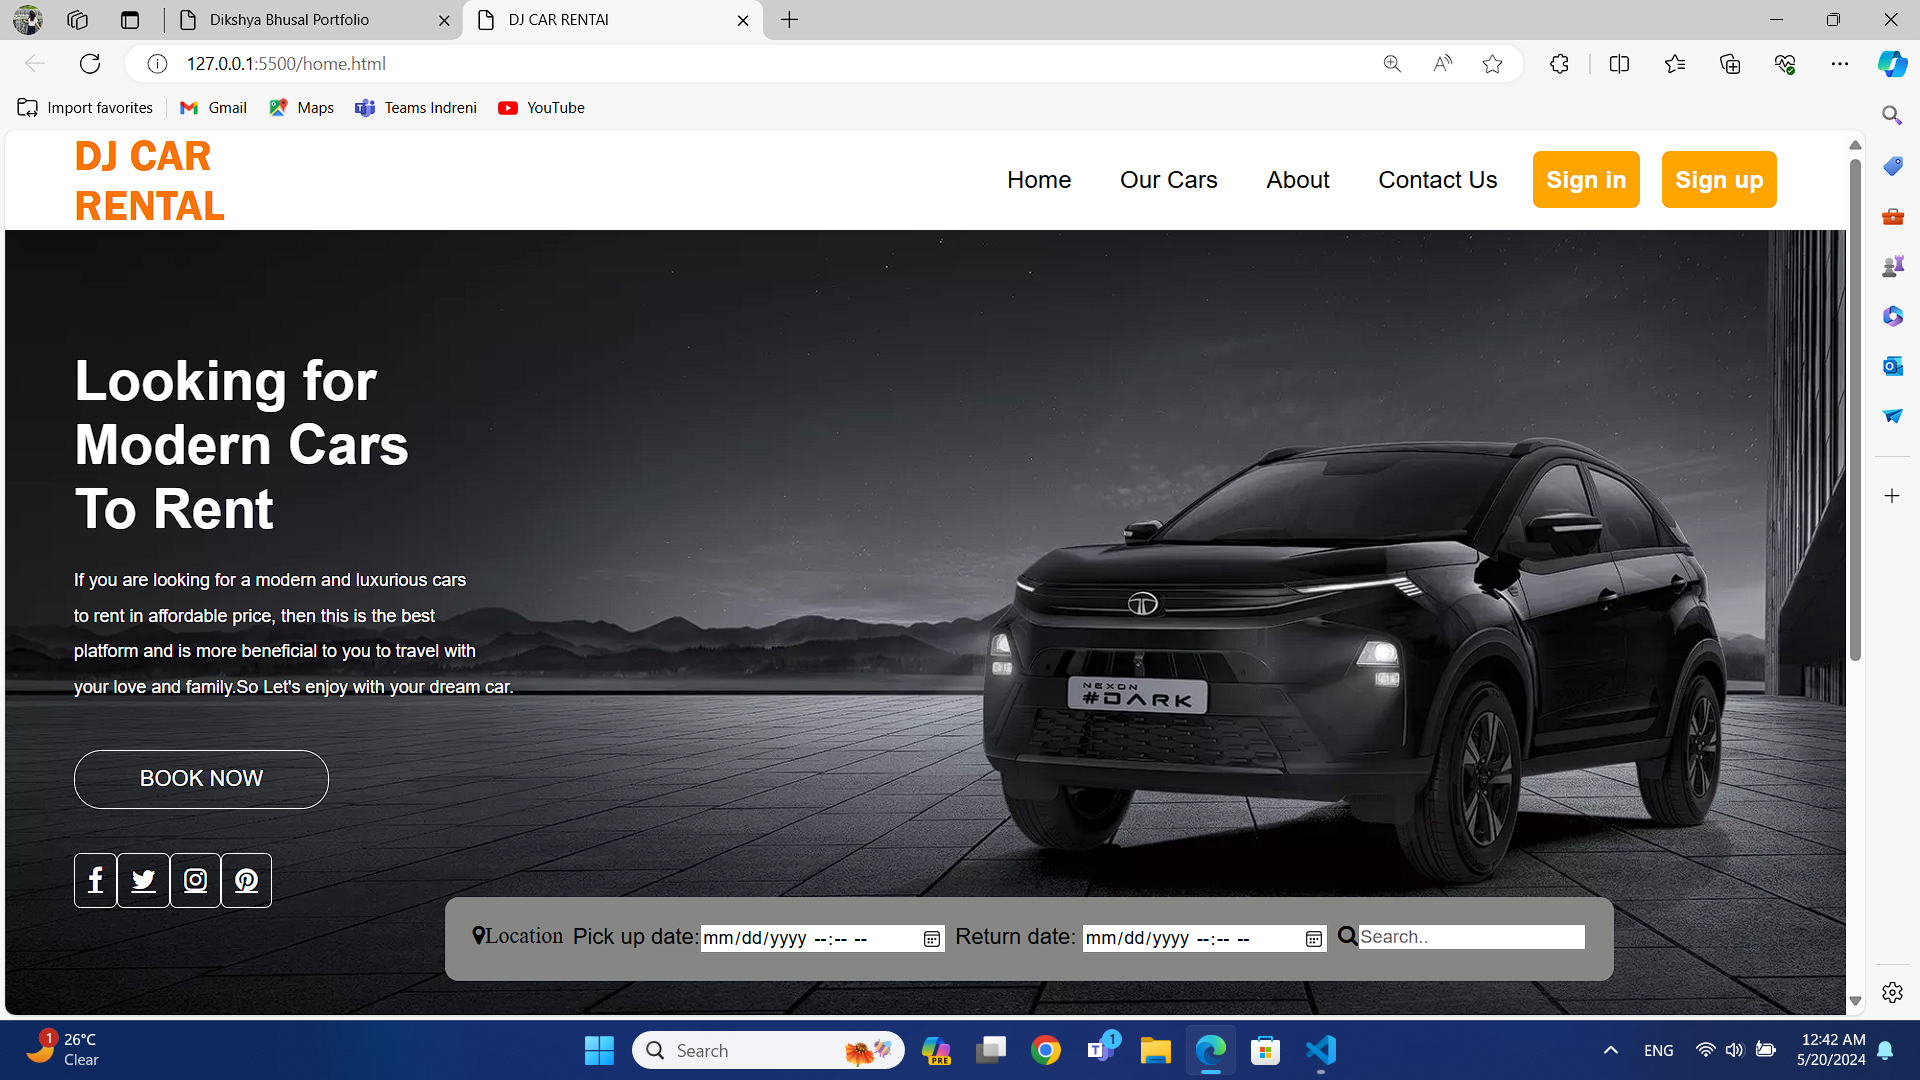 Dikshya Bhusal Portfolio
DJ CAR RENTAl
127.0.0.1:5500/home.html
Import favorites
Gmail
Maps
Teams Indreni
YouTube
DJ CAR
RENTAL
Home
Our Cars
About
Contact Us
Sign in
Sign up
Looking for
Modern Cars
To Rent
If you are looking for a modern and luxurious cars
to rent in affordable price, then this is the best
platform and is more beneficial to you to travel with
your love and family.So Let's enjoy with your dream car.
NEXON
#DARK
BOOK NOW
Location Pick up date: mm/dd/yyyy --:-- -- Return date: mm/dd/yyyy --:-- -- Search..
1
26°C
Clear
Search
PRE
1
ENG
12:42 AM
5/20/2024